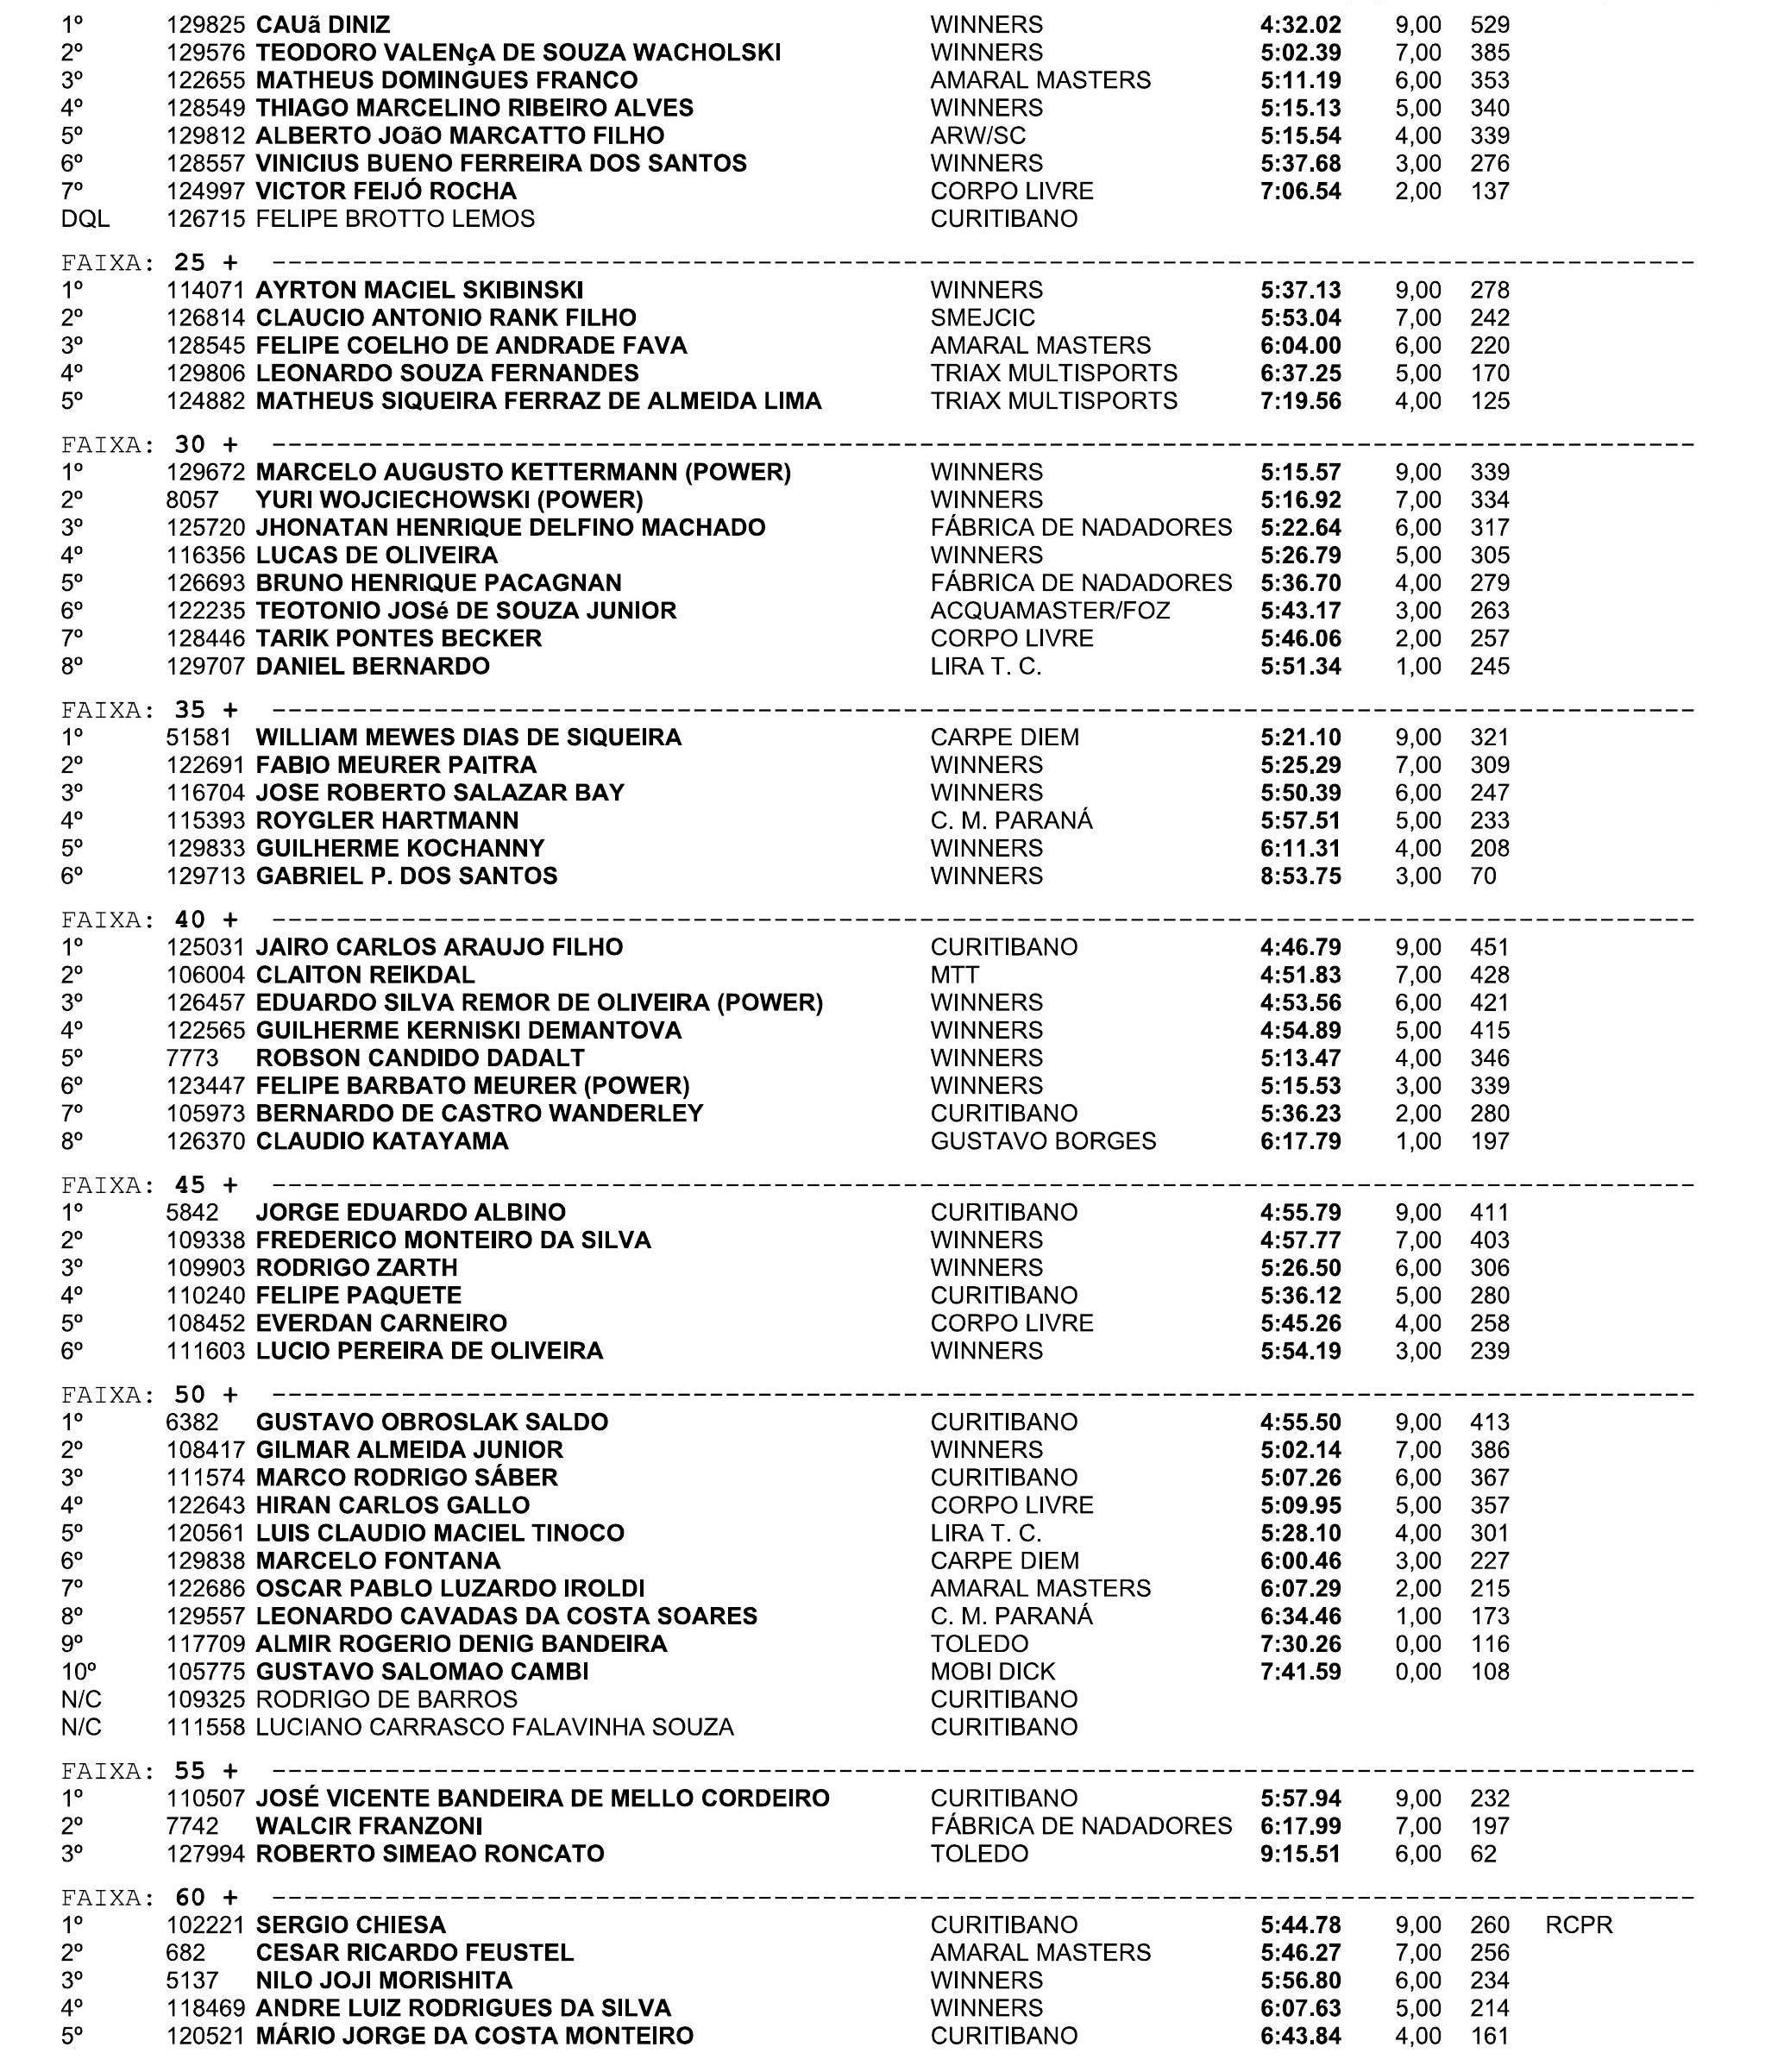 1º 129825 CAUã DINIZ WINNERS 4:32.02 9,00 529
2º 129576 TEODORO VALENçA DE SOUZA WACHOLSKI WINNERS 5:02.39 7,00 385
3º 122655 MATHEUS DOMINGUES FRANCO AMARAL MASTERS 5:11.19 6,00 353
4º 128549 THIAGO MARCELINO RIBEIRO ALVES WINNERS 5:15.13 5,00 340
5º 129812 ALBERTO JOãO MARCATTO FILHO ARW/SC 5:15.54 4,00 339
6º 128557 VINICIUS BUENO FERREIRA DOS SANTOS WINNERS 5:37.68 3,00 276
7º 124997 VICTOR FEIJÓ ROCHA CORPO LIVRE 7:06.54 2,00 137
DQL 126715 FELIPE BROTTO LEMOS CURITIBANO
FAIXA: 25 + ----------------------------------------------------------------------------------------
1º 114071 AYRTON MACIEL SKIBINSKI WINNERS 5:37.13 9,00 278
2º 126814 CLAUCIO ANTONIO RANK FILHO SMEJCIC 5:53.04 7,00 242
3º 128545 FELIPE COELHO DE ANDRADE FAVA AMARAL MASTERS 6:04.00 6,00 220
4º 129806 LEONARDO SOUZA FERNANDES TRIAX MULTISPORTS 6:37.25 5,00 170
5º 124882 MATHEUS SIQUEIRA FERRAZ DE ALMEIDA LIMA TRIAX MULTISPORTS 7:19.56 4,00 125
FAIXA: 30 + ----------------------------------------------------------------------------------------
1º 129672 MARCELO AUGUSTO KETTERMANN (POWER) WINNERS 5:15.57 9,00 339
2º 8057 YURI WOJCIECHOWSKI (POWER) WINNERS 5:16.92 7,00 334
3º 125720 JHONATAN HENRIQUE DELFINO MACHADO FÁBRICA DE NADADORES 5:22.64 6,00 317
4º 116356 LUCAS DE OLIVEIRA WINNERS 5:26.79 5,00 305
5º 126693 BRUNO HENRIQUE PACAGNAN FÁBRICA DE NADADORES 5:36.70 4,00 279
6º 122235 TEOTONIO JOSé DE SOUZA JUNIOR ACQUAMASTER/FOZ 5:43.17 3,00 263
7º 128446 TARIK PONTES BECKER CORPO LIVRE 5:46.06 2,00 257
8º 129707 DANIEL BERNARDO LIRA T. C. 5:51.34 1,00 245
FAIXA: 35 + ----------------------------------------------------------------------------------------
1º 51581 WILLIAM MEWES DIAS DE SIQUEIRA CARPE DIEM 5:21.10 9,00 321
2º 122691 FABIO MEURER PAITRA WINNERS 5:25.29 7,00 309
3º 116704 JOSE ROBERTO SALAZAR BAY WINNERS 5:50.39 6,00 247
4º 115393 ROYGLER HARTMANN C. M. PARANÁ 5:57.51 5,00 233
5º 129833 GUILHERME KOCHANNY WINNERS 6:11.31 4,00 208
6º 129713 GABRIEL P. DOS SANTOS WINNERS 8:53.75 3,00 70
FAIXA: 40 + ----------------------------------------------------------------------------------------
1º 125031 JAIRO CARLOS ARAUJO FILHO CURITIBANO 4:46.79 9,00 451
2º 106004 CLAITON REIKDAL MTT 4:51.83 7,00 428
3º 126457 EDUARDO SILVA REMOR DE OLIVEIRA (POWER) WINNERS 4:53.56 6,00 421
4º 122565 GUILHERME KERNISKI DEMANTOVA WINNERS 4:54.89 5,00 415
5º 7773 ROBSON CANDIDO DADALT WINNERS 5:13.47 4,00 346
6º 123447 FELIPE BARBATO MEURER (POWER) WINNERS 5:15.53 3,00 339
7º 105973 BERNARDO DE CASTRO WANDERLEY CURITIBANO 5:36.23 2,00 280
8º 126370 CLAUDIO KATAYAMA GUSTAVO BORGES 6:17.79 1,00 197
FAIXA: 45 + ----------------------------------------------------------------------------------------
1º 5842 JORGE EDUARDO ALBINO CURITIBANO 4:55.79 9,00 411
2º 109338 FREDERICO MONTEIRO DA SILVA WINNERS 4:57.77 7,00 403
3º 109903 RODRIGO ZARTH WINNERS 5:26.50 6,00 306
4º 110240 FELIPE PAQUETE CURITIBANO 5:36.12 5,00 280
5º 108452 EVERDAN CARNEIRO CORPO LIVRE 5:45.26 4,00 258
6º 111603 LUCIO PEREIRA DE OLIVEIRA WINNERS 5:54.19 3,00 239
FAIXA: 50 + ----------------------------------------------------------------------------------------
1º 6382 GUSTAVO OBROSLAK SALDO CURITIBANO 4:55.50 9,00 413
2º 108417 GILMAR ALMEIDA JUNIOR WINNERS 5:02.14 7,00 386
3º 111574 MARCO RODRIGO SÁBER CURITIBANO 5:07.26 6,00 367
4º 122643 HIRAN CARLOS GALLO CORPO LIVRE 5:09.95 5,00 357
5º 120561 LUIS CLAUDIO MACIEL TINOCO LIRA T. C. 5:28.10 4,00 301
6º 129838 MARCELO FONTANA CARPE DIEM 6:00.46 3,00 227
7º 122686 OSCAR PABLO LUZARDO IROLDI AMARAL MASTERS 6:07.29 2,00 215
8º 129557 LEONARDO CAVADAS DA COSTA SOARES C. M. PARANÁ 6:34.46 1,00 173
9º 117709 ALMIR ROGERIO DENIG BANDEIRA TOLEDO 7:30.26 0,00 116
10º 105775 GUSTAVO SALOMAO CAMBI MOBI DICK 7:41.59 0,00 108
N/C 109325 RODRIGO DE BARROS CURITIBANO
N/C 111558 LUCIANO CARRASCO FALAVINHA SOUZA CURITIBANO
FAIXA: 55 + ----------------------------------------------------------------------------------------
1º 110507 JOSÉ VICENTE BANDEIRA DE MELLO CORDEIRO CURITIBANO 5:57.94 9,00 232
2º 7742 WALCIR FRANZONI FÁBRICA DE NADADORES 6:17.99 7,00 197
3º 127994 ROBERTO SIMEAO RONCATO TOLEDO 9:15.51 6,00 62
FAIXA: 60 + ----------------------------------------------------------------------------------------
1º 102221 SERGIO CHIESA CURITIBANO 5:44.78 9,00 260 RCPR
2º 682 CESAR RICARDO FEUSTEL AMARAL MASTERS 5:46.27 7,00 256
3º 5137 NILO JOJI MORISHITA WINNERS 5:56.80 6,00 234
4º 118469 ANDRE LUIZ RODRIGUES DA SILVA WINNERS 6:07.63 5,00 214
5º 120521 MÁRIO JORGE DA COSTA MONTEIRO CURITIBANO 6:43.84 4,00 161